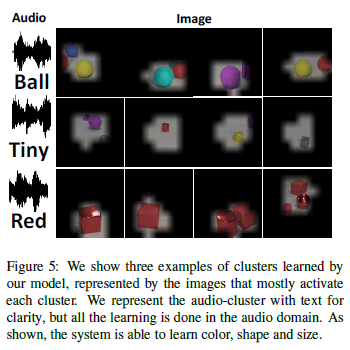 Audio Image
Ball
Tiny
Red
Figure 5: We show three examples of clusters learned by
our model, represented by the images that mostly activate
each cluster. We represent the audio-cluster with text for
clarity, but all the learning is done in the audio domain. As
shown, the system is able to learn color, shape and size.